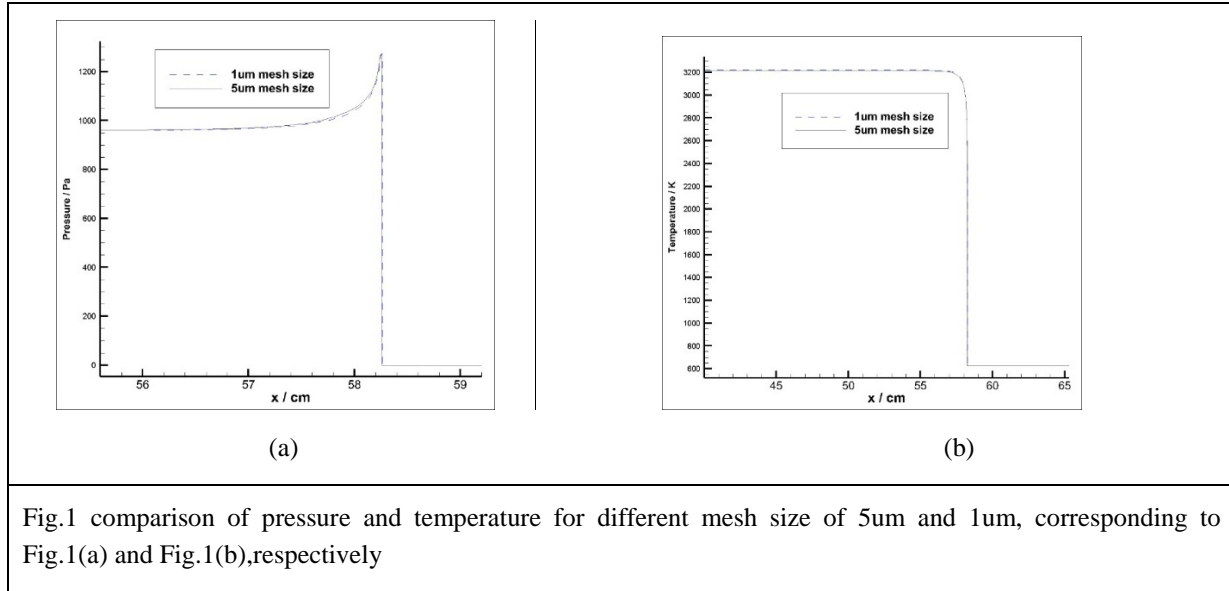 1um mesh size
5um mesh size
1200
1000
800
600
400
200
0
Pressure / Pa
56
57
58
59
x / cm
(a)
1um mesh size
5um mesh size
3200
3000
2800
2600
2400
2200
2000
1800
1600
1400
1200
1000
800
600
Temperature / K
45
50
55
60
65
x / cm
(b)
Fig.1 comparison of pressure and temperature for different mesh size of 5um and 1um, corresponding to
Fig.1(a) and Fig.1(b),respectively